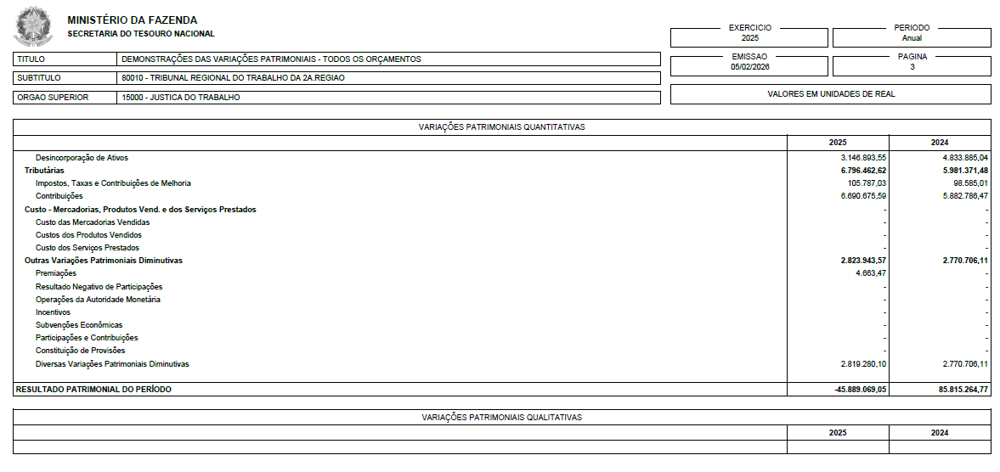 MINISTÉRIO DA FAZENDA
SECRETARIA DO TESOURO NACIONAL
EXERCICIO
2025
PERIODO
Anual
TITULO DEMONSTRAÇÕES DAS VARIAÇÕES PATRIMONIAIS - TODOS OS ORÇAMENTOS
EMISSAO
05/02/2026
PAGINA
3
SUBTITULO 80010 - TRIBUNAL REGIONAL DO TRABALHO DA 2A.REGIAO
ORGAO SUPERIOR 15000 - JUSTICA DO TRABALHO
VALORES EM UNIDADES DE REAL
VARIAÇÕES PATRIMONIAIS QUANTITATIVAS
2025 2024
Desincorporação de Ativos 3.146.893,55 4.833.885,04
Tributárias 6.796.462,62 5.981.371,48
Impostos, Taxas e Contribuições de Melhoria 105.787,03 98.585,01
Contribuições 6.690.675,59 5.882.786,47
Custo - Mercadorias, Produtos Vend. e dos Serviços Prestados - -
Custo das Mercadorias Vendidas - -
Custos dos Produtos Vendidos - -
Custo dos Serviços Prestados - -
Outras Variações Patrimoniais Diminutivas 2.823.943,57 2.770.706,11
Premiações 4.663,47 -
Resultado Negativo de Participações - -
Operações da Autoridade Monetária - -
Incentivos - -
Subvenções Econômicas - -
Participações e Contribuições - -
Constituição de Provisões - -
Diversas Variações Patrimoniais Diminutivas 2.819.280,10 2.770.706,11
RESULTADO PATRIMONIAL DO PERÍODO -45.889.069,05 85.815.264,77
VARIAÇÕES PATRIMONIAIS QUALITATIVAS
2025 2024